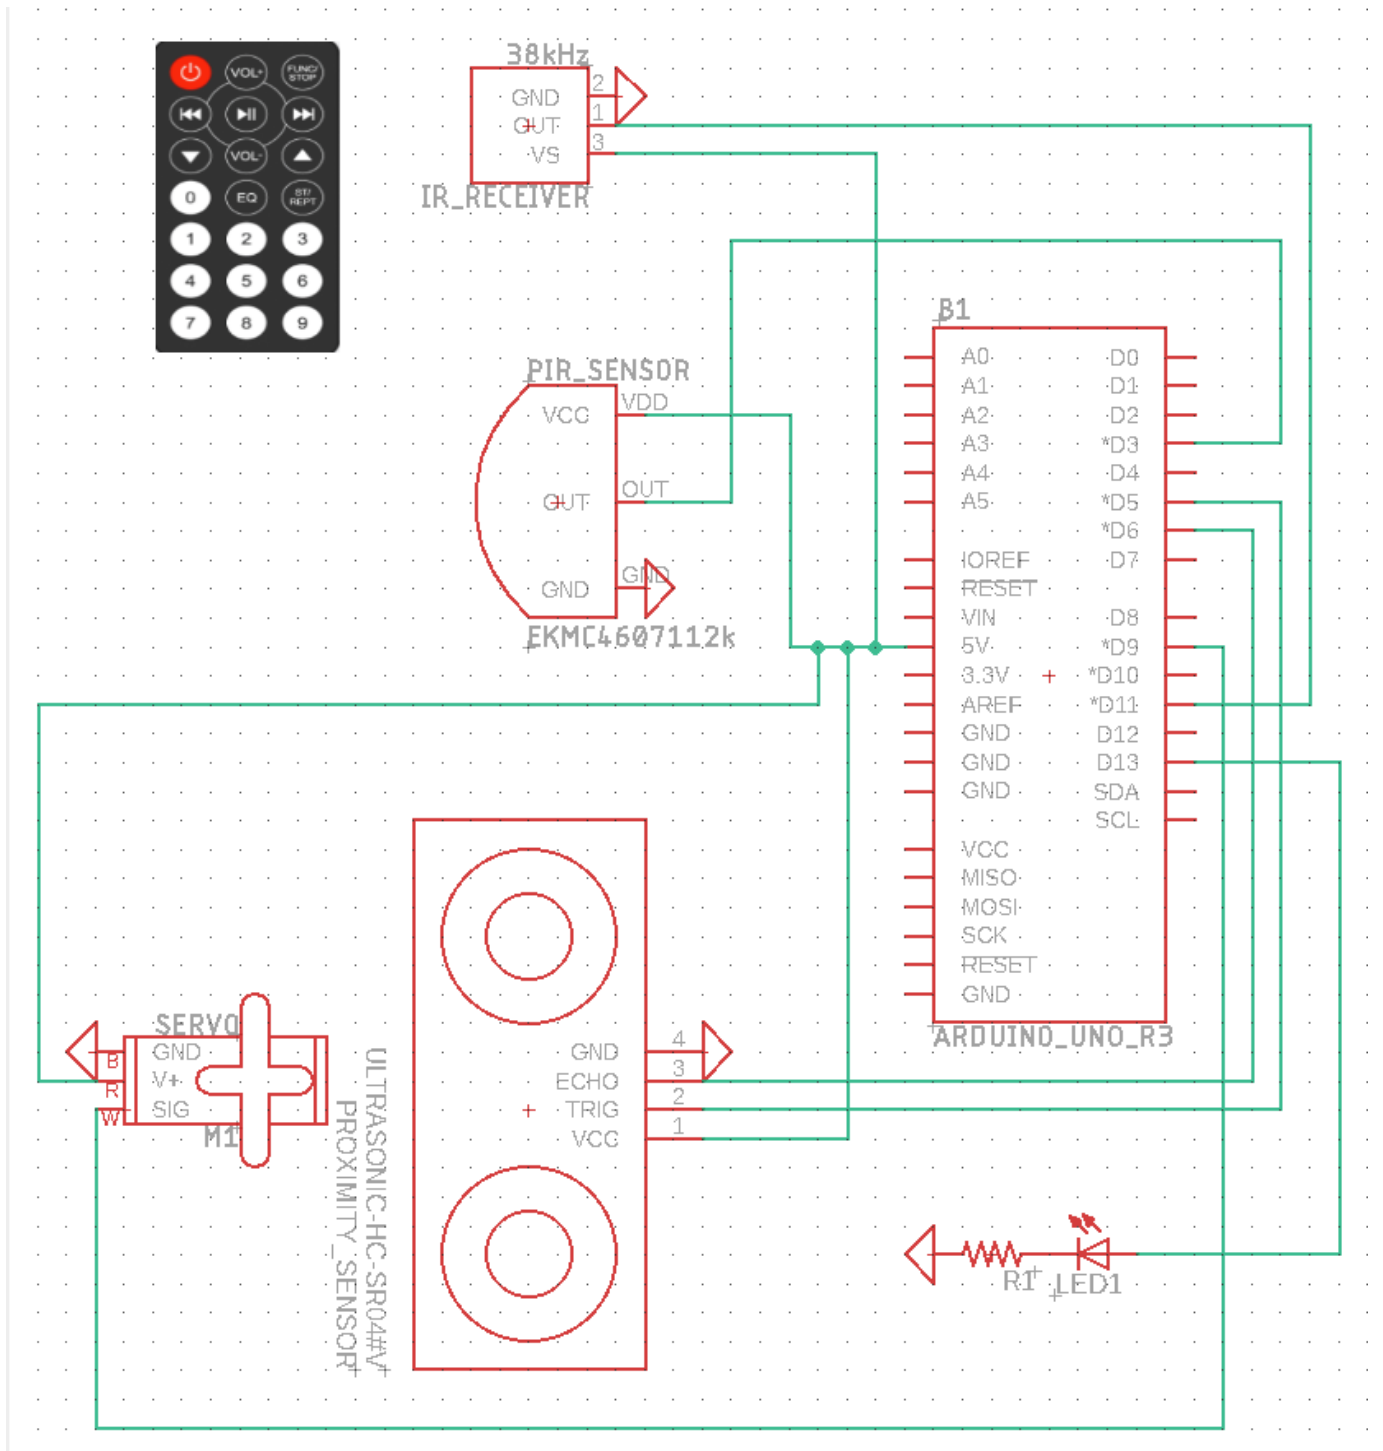 VOL+
FUNC/
STOP
VOL-
0
EQ
ST/
REPT
1
2
3
4
5
6
7
8
9
38kHz
GND
2
OUT
1
VS
3
IR_RECEIVER
PIR_SENSOR
VCC
VDD
OUT
OUT
GND
GND
EKMC4607112k
B1
A0
D0
A1
D1
A2
D2
A3
*D3
A4
D4
A5
*D5
*D6
IOREF
D7
RESET
VIN
D8
5V
*D9
3.3V
*D10
AREF
*D11
GND
D12
GND
D13
GND
SDA
SCL
VCC
MISO
MOSI
SCK
RESET
GND
ARDUINO_UNO_R3
SERVO
B
GND
R
V+
W
SIG
M1
ULTRASONIC-HC-SR04#V
PROXIMITY_SENSOR
GND
4
ECHO
3
TRIG
2
VCC
1
R1
LED1